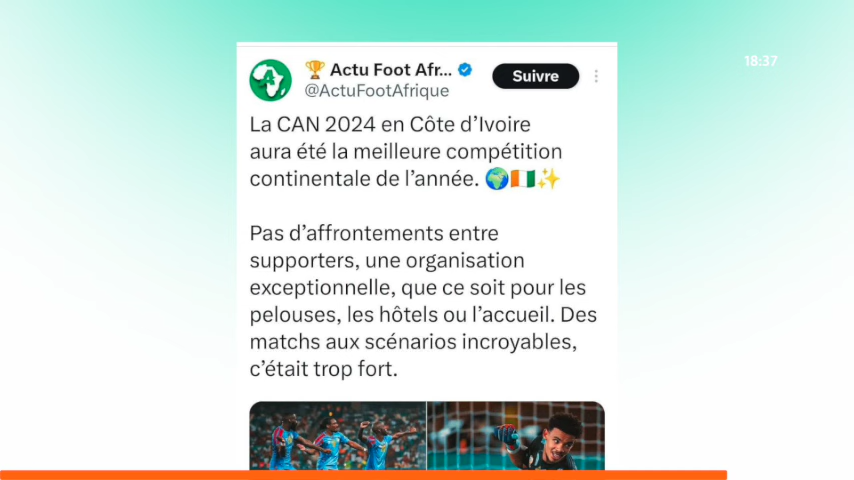 18:37
🏆 Actu Foot Afr...
Suivre
@ActuFootAfrique
La CAN 2024 en Côte d’Ivoire
aura été la meilleure compétition
continentale de l’année. 🌍🇨🇮✨
Pas d’affrontements entre
supporters, une organisation
exceptionnelle, que ce soit pour les
pelouses, les hôtels ou l’accueil. Des
matchs aux scénarios incroyables,
c’était trop fort.